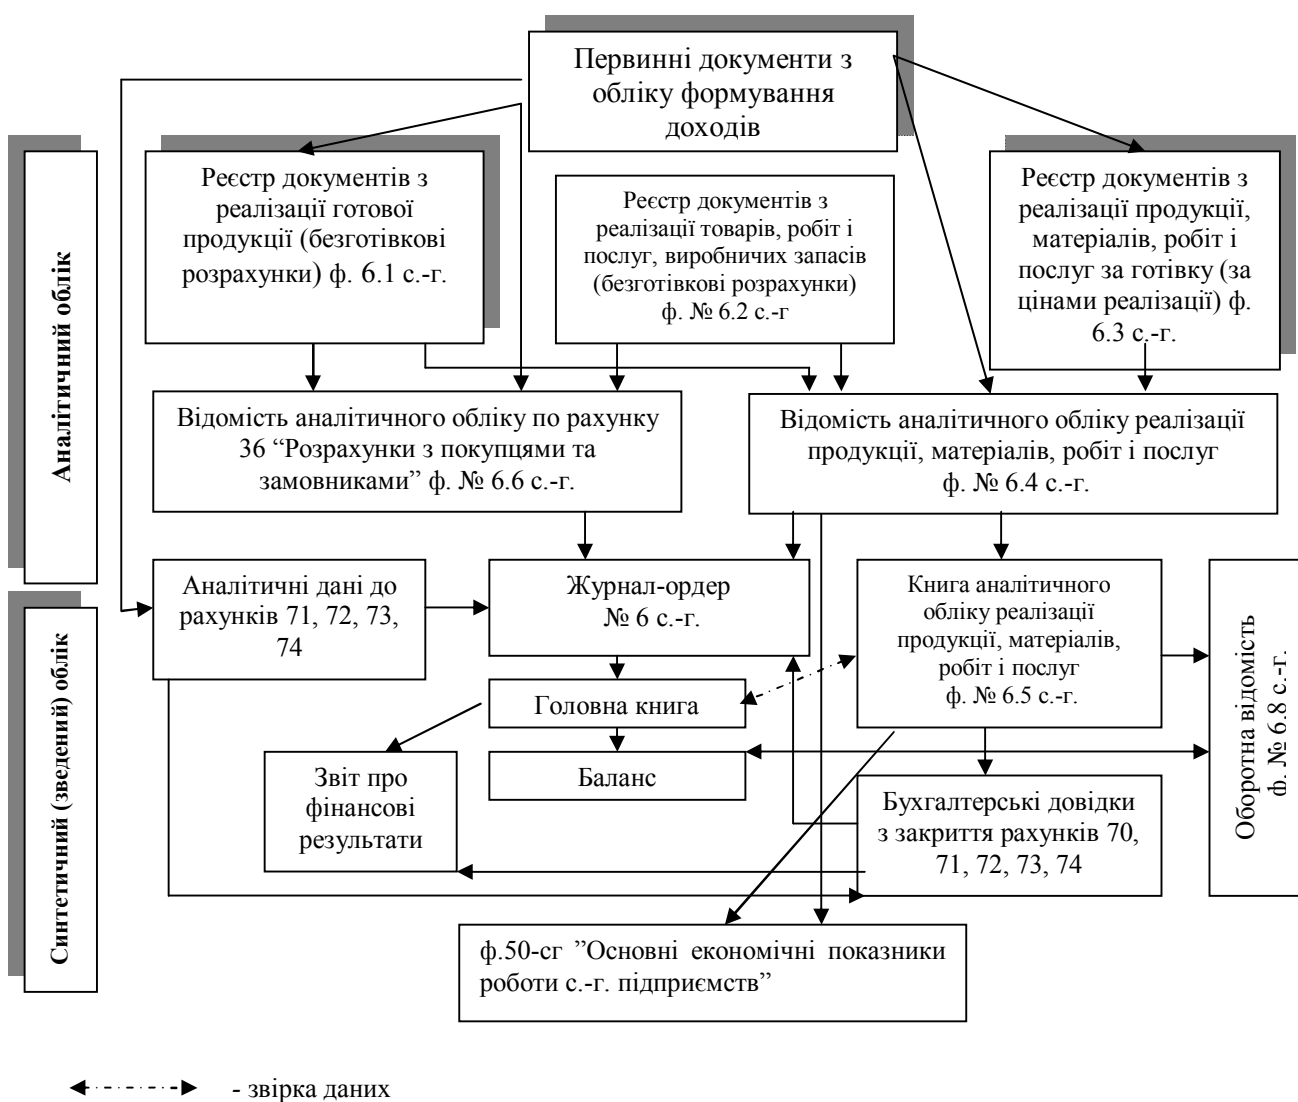 Первинні документи з
обліку формування
доходів
Аналітичний облік
Реєстр документів з
реалізації готової
продукції (безготівкові
розрахунки) ф. 6.1 с.-г.
Реєстр документів з
реалізації товарів, робіт і
послуг, виробничих запасів
(безготівкові розрахунки)
ф. № 6.2 с.-г
Реєстр документів з
реалізації продукції,
матеріалів, робіт і
послуг за готівку (за
цінами реалізації) ф.
6.3 с.-г.
Відомість аналітичного обліку по рахунку
36 “Розрахунки з покупцями та
замовниками” ф. № 6.6 с.-г.
Відомість аналітичного обліку реалізації
продукції, матеріалів, робіт і послуг
ф. № 6.4 с.-г.
Синтетичний (зведений) облік
Аналітичні дані до
рахунків 71, 72, 73,
74
Журнал-ордер
№ 6 с.-г.
Книга аналітичного
обліку реалізації
продукції, матеріалів,
робіт і послуг
ф. № 6.5 с.-г.
Оборотна відомість
ф. № 6.8 с.-г.
Головна книга
Баланс
Звіт про
фінансові
результати
Бухгалтерські довідки
з закриття рахунків 70,
71, 72, 73, 74
ф.50-сг ”Основні економічні показники
роботи с.-г. підприємств”
- звірка даних